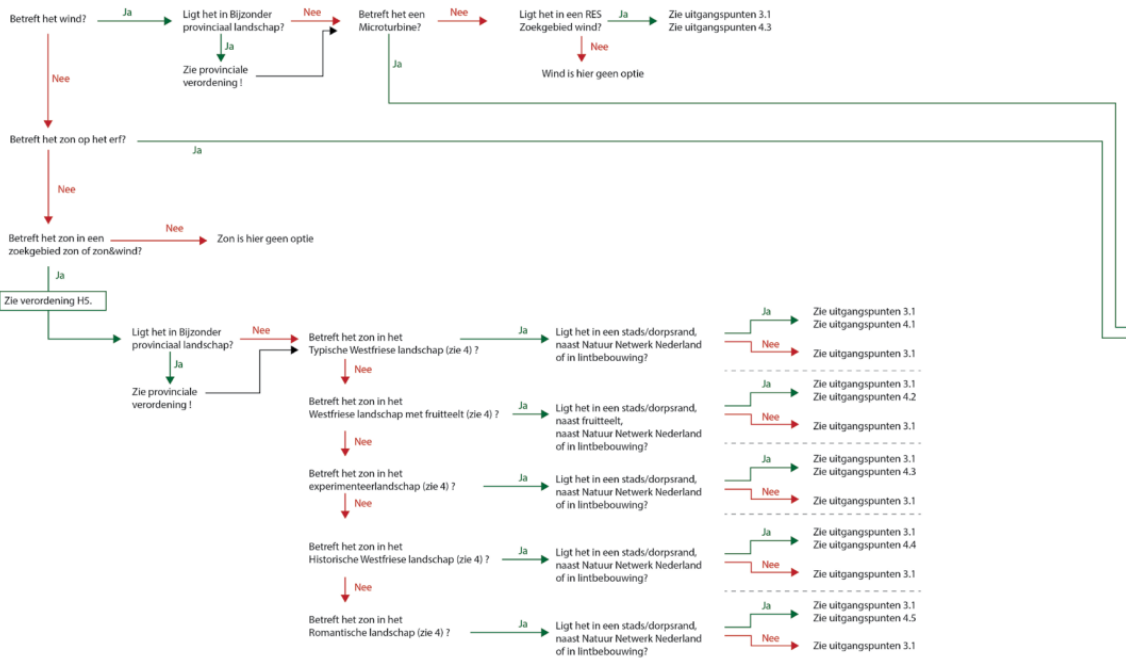 Betreft het wind?
Ja
Ligt het in Bijzonder
provinciaal landschap?
Nee
Betreft het een
Microturbine?
Nee
Ligt het in een RES
Zoekgebied wind?
Ja
Zie uitgangspunten 3.1
Zie uitgangspunten 4.3
Ja
Zie provinciale
verordening !
Nee
Wind is hier geen optie
Ja
Nee
Betreft het zon op het erf?
Ja
Nee
Betreft het zon in een
zoekgebied zon of zon&wind?
Nee
Zon is hier geen optie
Ja
Zie verordening H5.
Ligt het in Bijzonder
provinciaal landschap?
Nee
Ja
Zie provinciale
verordening !
Betreft het zon in het
Typische Westfriese landschap (zie 4) ?
Ja
Ligt het in een stads/dorpsrand,
naast Natuur Netwerk Nederland
of in lintbebouwing?
Ja
Zie uitgangspunten 3.1
Zie uitgangspunten 4.1
Nee
Zie uitgangspunten 3.1
Nee
Betreft het zon in het
Westfriese landschap met fruitteelt (zie 4) ?
Ja
Ligt het in een stads/dorpsrand,
naast fruitteelt,
naast Natuur Netwerk Nederland
of in lintbebouwing?
Ja
Zie uitgangspunten 3.1
Zie uitgangspunten 4.2
Nee
Zie uitgangspunten 3.1
Nee
Betreft het zon in het
experimenteerlandschap (zie 4) ?
Ja
Ligt het in een stads/dorpsrand,
naast Natuur Netwerk Nederland
of in lintbebouwing?
Ja
Zie uitgangspunten 3.1
Zie uitgangspunten 4.3
Nee
Zie uitgangspunten 3.1
Nee
Betreft het zon in het
Historische Westfriese landschap (zie 4) ?
Ja
Ligt het in een stads/dorpsrand,
naast Natuur Netwerk Nederland
of in lintbebouwing?
Ja
Zie uitgangspunten 3.1
Zie uitgangspunten 4.4
Nee
Zie uitgangspunten 3.1
Nee
Betreft het zon in het
Romantische landschap (zie 4) ?
Ja
Ligt het in een stads/dorpsrand,
naast Natuur Netwerk Nederland
of in lintbebouwing?
Ja
Zie uitgangspunten 3.1
Zie uitgangspunten 4.5
Nee
Zie uitgangspunten 3.1